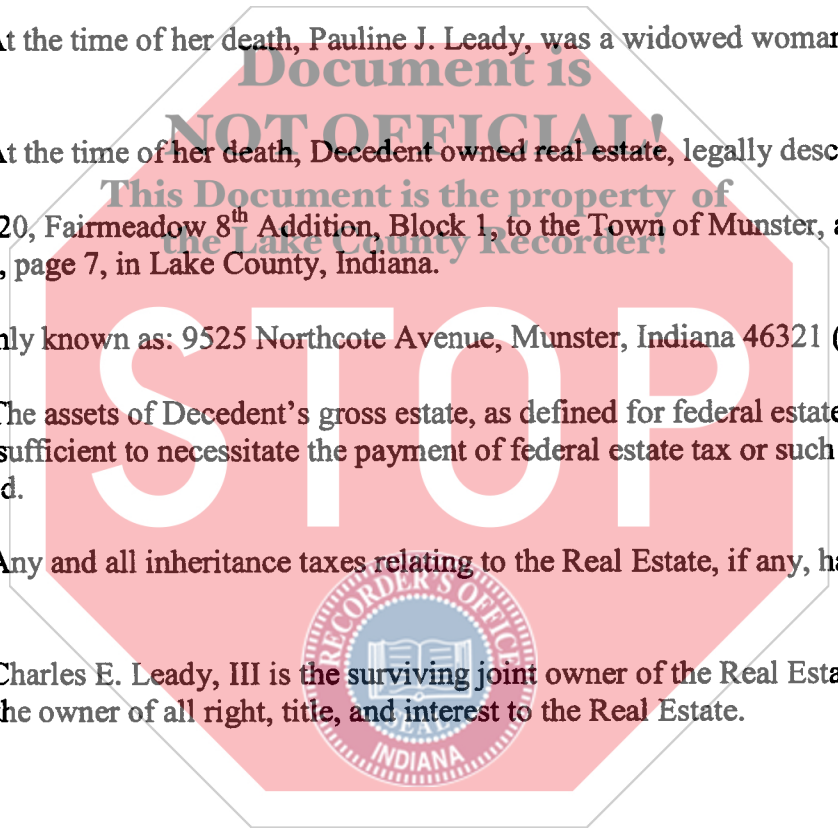 At the time of her death, Pauline J. Leady, was a widowed woman
Document is
NOT OFFICIAL!
At the time of her death, Decedent owned real estate, legally desc
This Document is the property of
20, Fairmeadow 8th Addition, Block 1, to the Town of Munster, a
the Lake County Recorder!
, page 7, in Lake County, Indiana.
nly known as: 9525 Northcote Avenue, Munster, Indiana 46321 (
STOP
The assets of Decedent's gross estate, as defined for federal estate
sufficient to necessitate the payment of federal estate tax or such
d.
Any and all inheritance taxes relating to the Real Estate, if any, ha
RECORDER'S OFFICE
Charles E. Leady, III is the surviving joint owner of the Real Esta
he owner of all right, title, and interest to the Real Estate.
SEAL
INDIANA